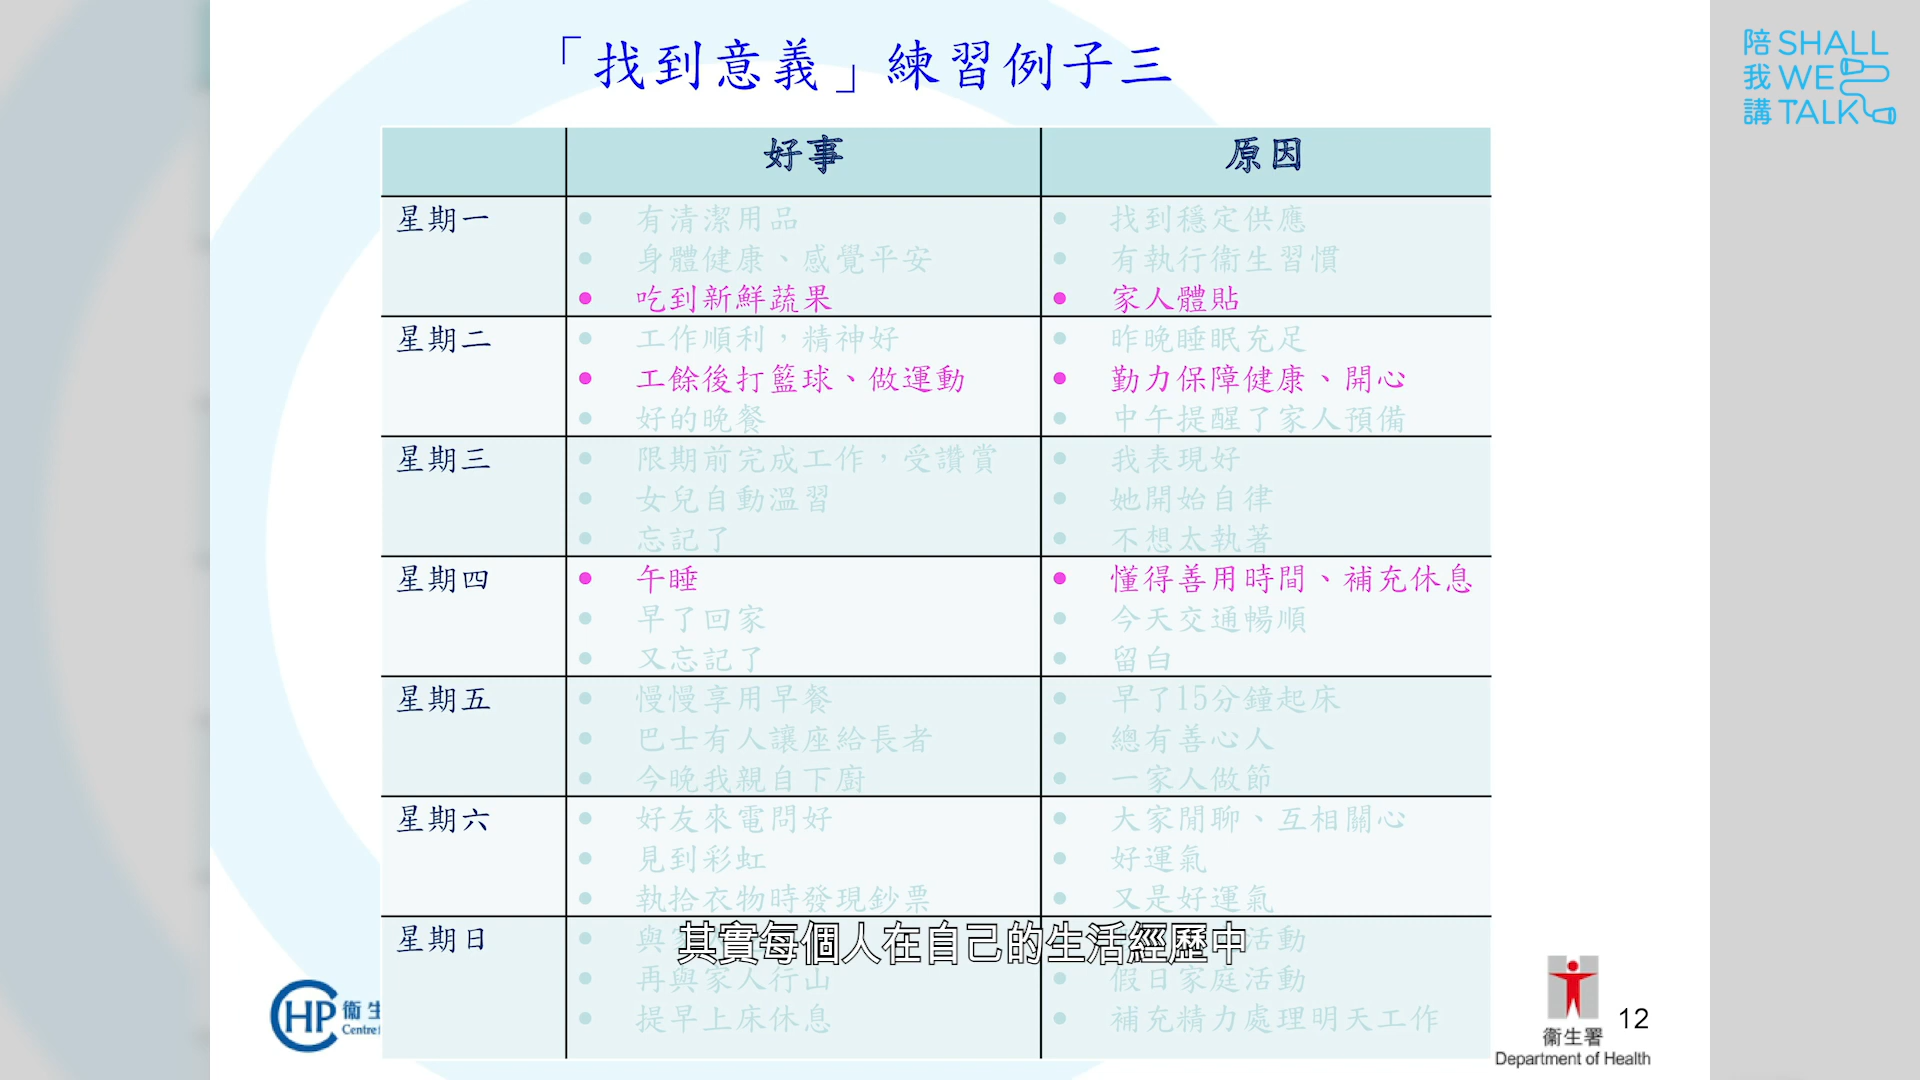 「找到意義」練習例子三
陪 SHALL
我 WE
講 TALK
好事 原因
星期一
有清潔用品 找到穩定供應
身體健康、感覺平安 有執行衞生習慣
吃到新鮮蔬果 家人體貼
星期二
工作順利，精神好 昨晚睡眠充足
工餘後打籃球、做運動 勤力保障健康、開心
好的晚餐 中午提醒了家人預備
星期三
限期前完成工作，受讚賞 我表現好
女兒自動溫習 她開始自律
忘記了 不想太執著
星期四
午睡 懂得善用時間、補充休息
早了回家 今天交通暢順
又忘記了 留白
星期五
慢慢享用早餐 早了15分鐘起床
巴士有人讓座給長者 總有善心人
今晚我親自下廚 一家人做節
星期六
好友來電問好 大家閒聊、互相關心
見到彩虹 好運氣
執拾衣物時發現鈔票 又是好運氣
星期日
與 活動
再與家人行山 假日家庭活動
提早上床休息 補充精力處理明天工作
其實每個人在自己的生活經歷中
CHP 衞生
Centre
衞生署
Department of Health
12